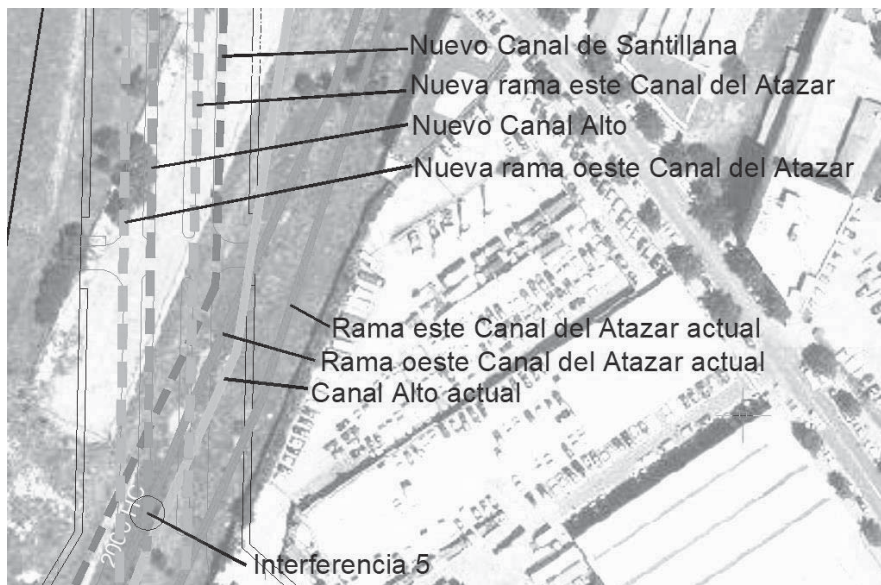 Nuevo Canal de Santillana
Nueva rama este Canal del Atazar
Nuevo Canal Alto
Nueva rama oeste Canal del Atazar
Rama este Canal del Atazar actual
Rama oeste Canal del Atazar actual
Canal Alto actual
Interferencia 5